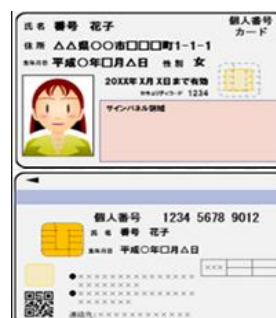 氏名 番号 花子
個人番号
カード
住所 △△県〇〇市□□□町1-1-1
生年月日 平成〇年□月△日 性別 女
20XX年X月X日まで有効
セキュリティコード 1234
サインパネル領域
個人番号 1234 5678 9012
氏名 番号 花子
生年月日 平成〇年□月△日
●×××××××××××××
×××××××××
●×××××××××××××
×××××××
×××
連絡先:××××××××××